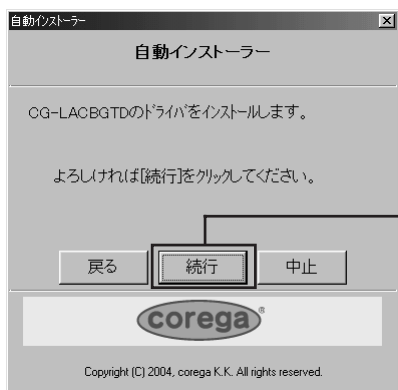 自動インストーラー
自動インストーラー
CG-LACBGTDのドライバをインストールします。
よろしければ[続行]をクリックしてください。
戻る 続行 中止
corega®
Copyright (C) 2004, corega K.K. All rights reserved.